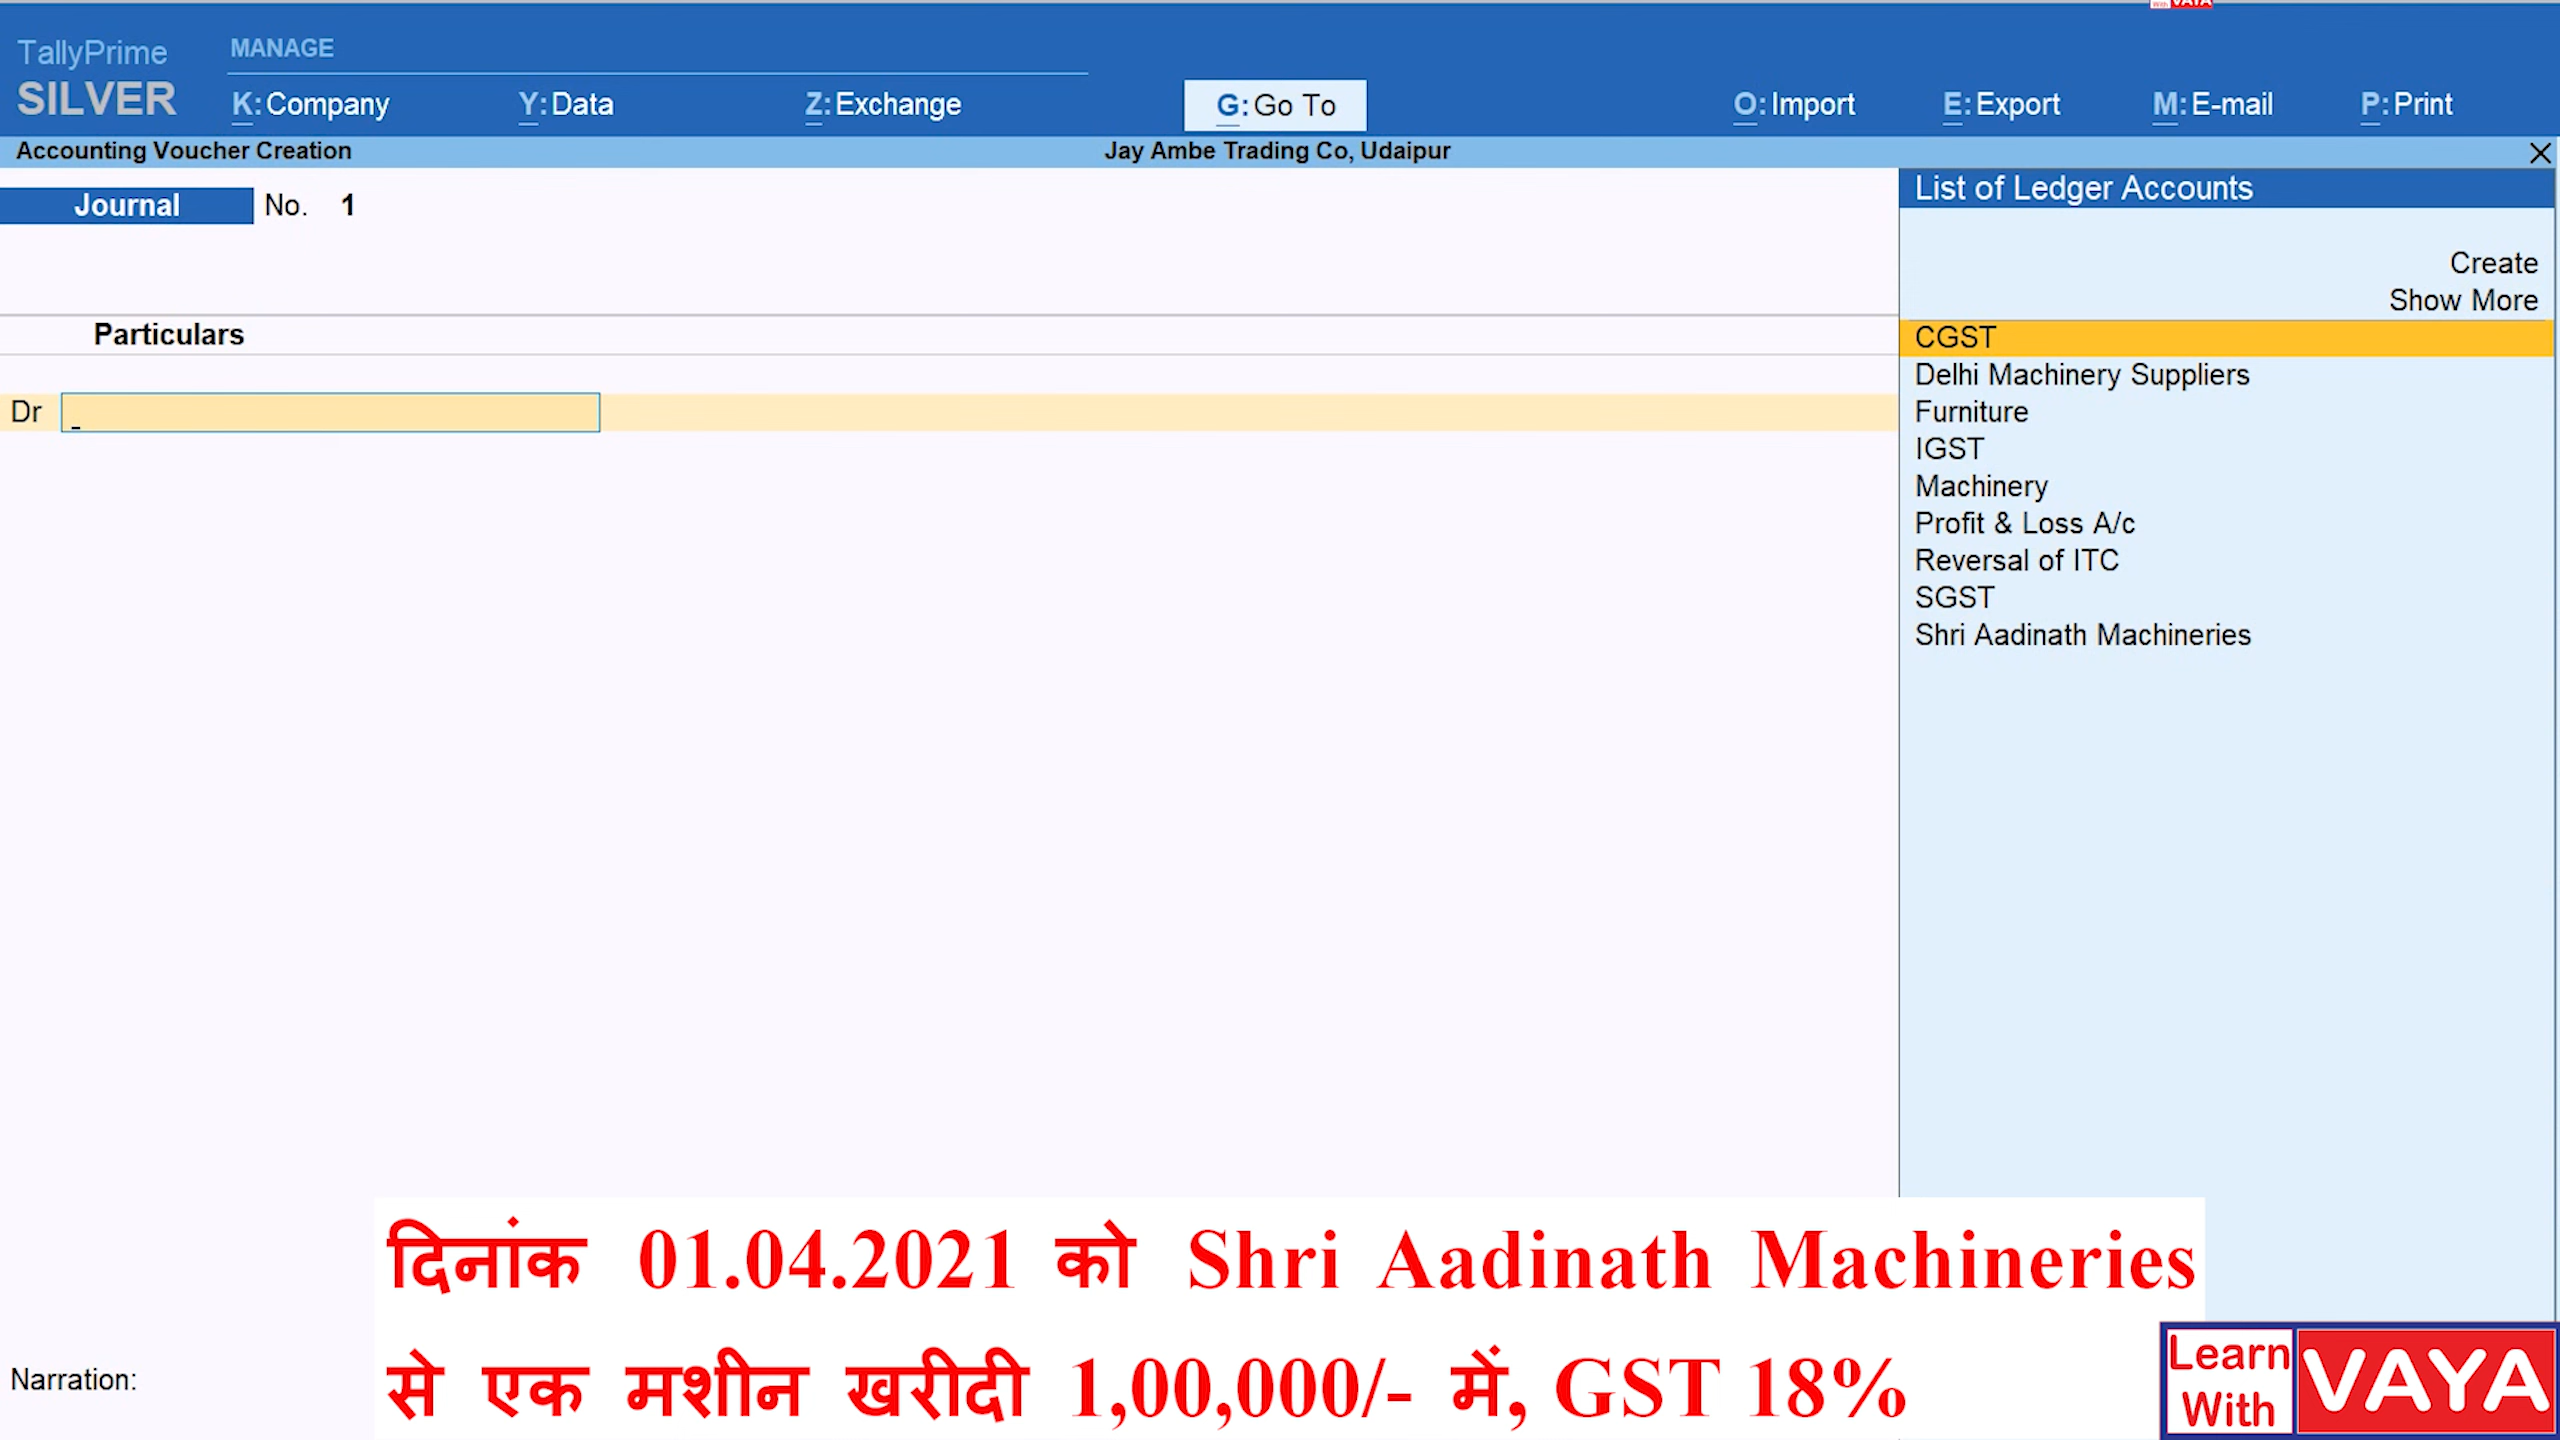 With VAYA
TallyPrime
MANAGE
SILVER
K: Company
Y: Data
Z: Exchange
G: Go To
O: Import
E: Export
M: E-mail
P: Print
Accounting Voucher Creation
Jay Ambe Trading Co, Udaipur
Journal No. 1
List of Ledger Accounts
Create
Show More
Particulars
CGST
Delhi Machinery Suppliers
Dr
Furniture
IGST
Machinery
Profit & Loss A/c
Reversal of ITC
SGST
Shri Aadinath Machineries
दिनांक 01.04.2021 को Shri Aadinath Machineries
से एक मशीन खरीदी 1,00,000/- में, GST 18%
Narration:
Learn
With
VAYA